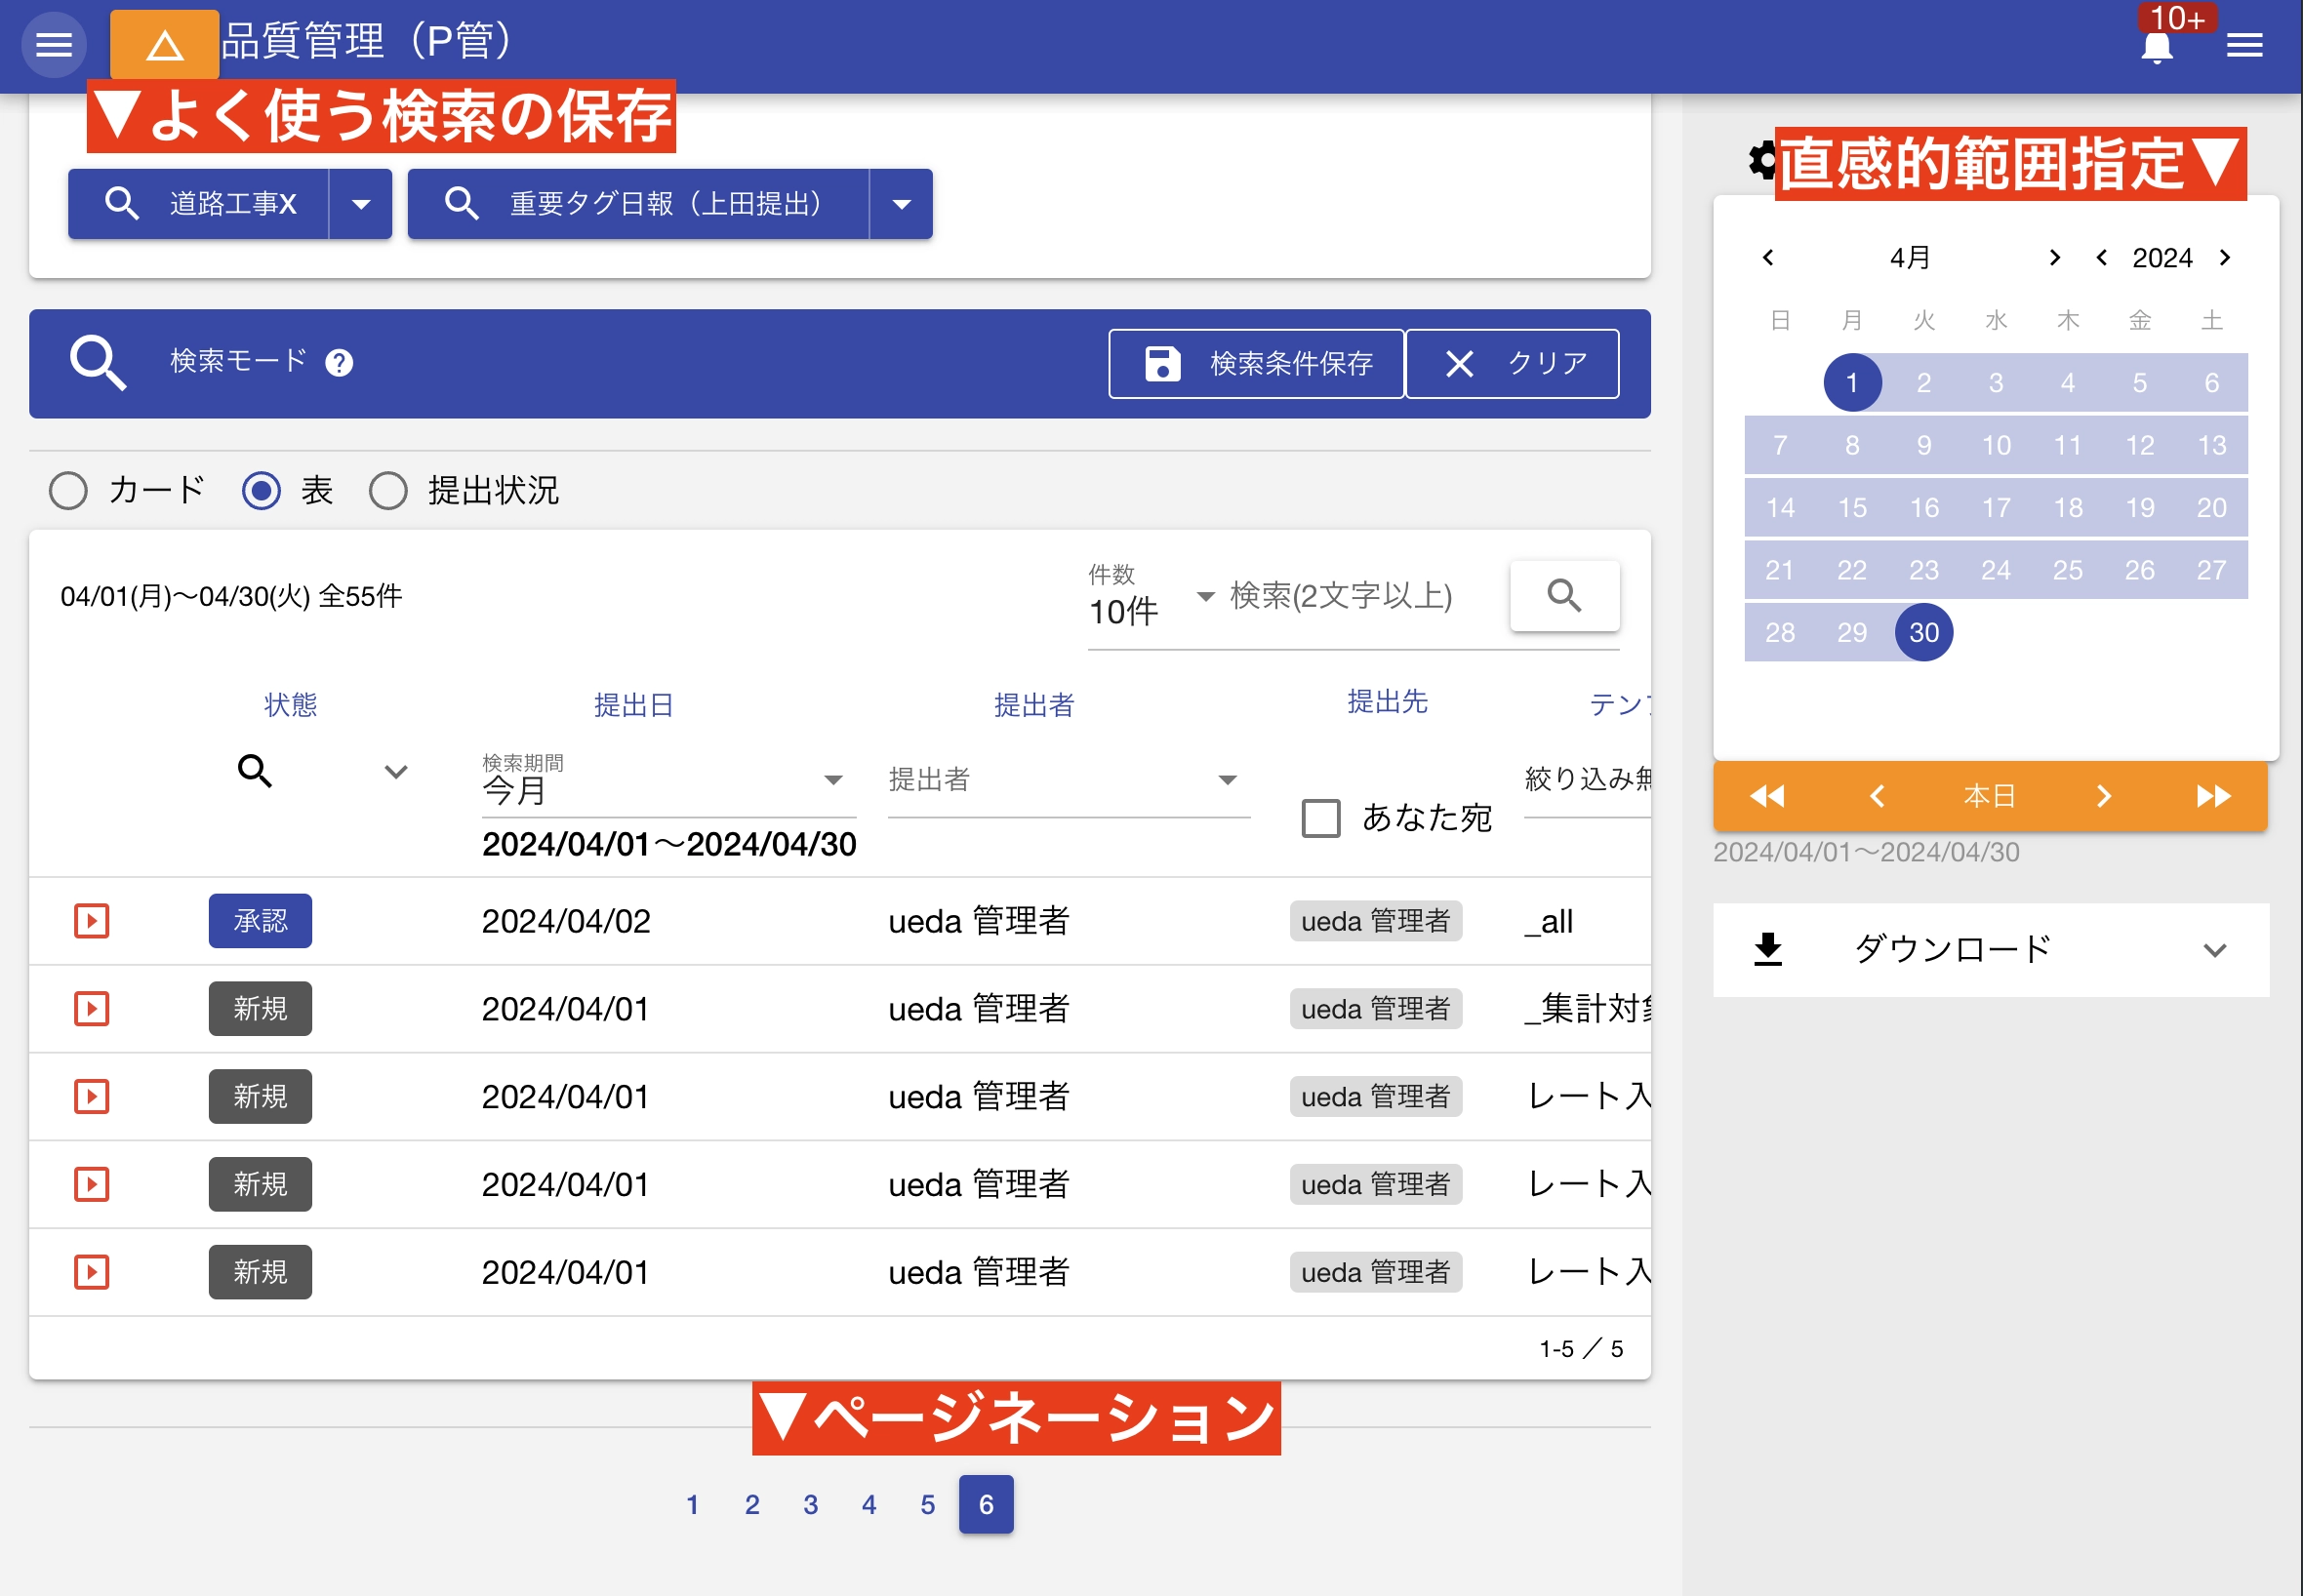 品質管理（P管）
10+
▼よく使う検索の保存
直感的範囲指定▼
道路工事X
重要タグ日報（上田提出）
検索モード ?
検索条件保存
クリア
カード 表 提出状況
04/01(月)〜04/30(火) 全55件
件数
10件
検索(2文字以上)
状態 提出日 提出者 提出先 テン
検索期間
今月
提出者
あなた宛
絞り込み無
2024/04/01〜2024/04/30
承認 2024/04/02 ueda 管理者 ueda 管理者 _all
新規 2024/04/01 ueda 管理者 ueda 管理者 _集計対象
新規 2024/04/01 ueda 管理者 ueda 管理者 レート入
新規 2024/04/01 ueda 管理者 ueda 管理者 レート入
新規 2024/04/01 ueda 管理者 ueda 管理者 レート入
1-5 ／ 5
▼ページネーション
1 2 3 4 5 6
4月 2024
日 月 火 水 木 金 土
1 2 3 4 5 6
7 8 9 10 11 12 13
14 15 16 17 18 19 20
21 22 23 24 25 26 27
28 29 30
本日
2024/04/01〜2024/04/30
ダウンロード